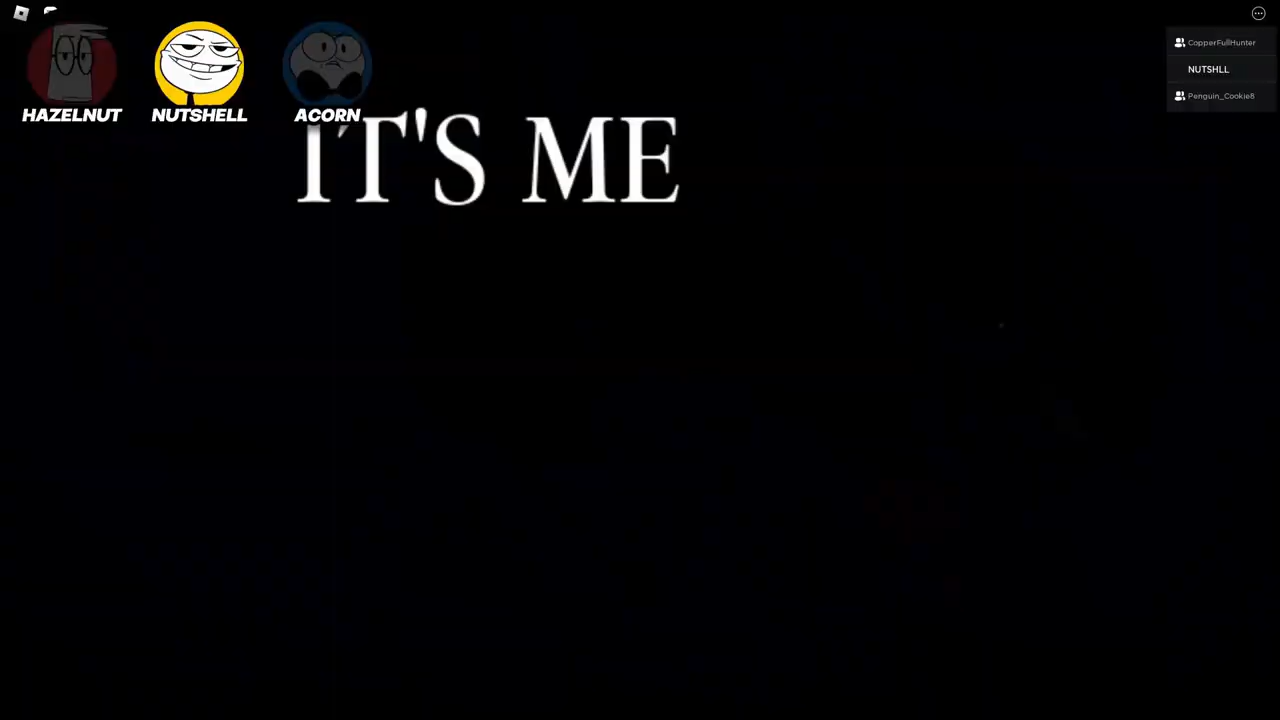 HAZELNUT NUTSHELL ACORN
IT'S ME
CopperFullHunter
NUTSHLL
Penguin_Cookie8